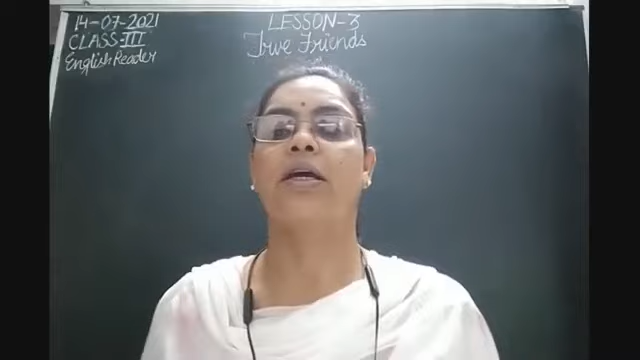 14-07-2021
CLASS-III
English Reader
LESSON-3
True Friends